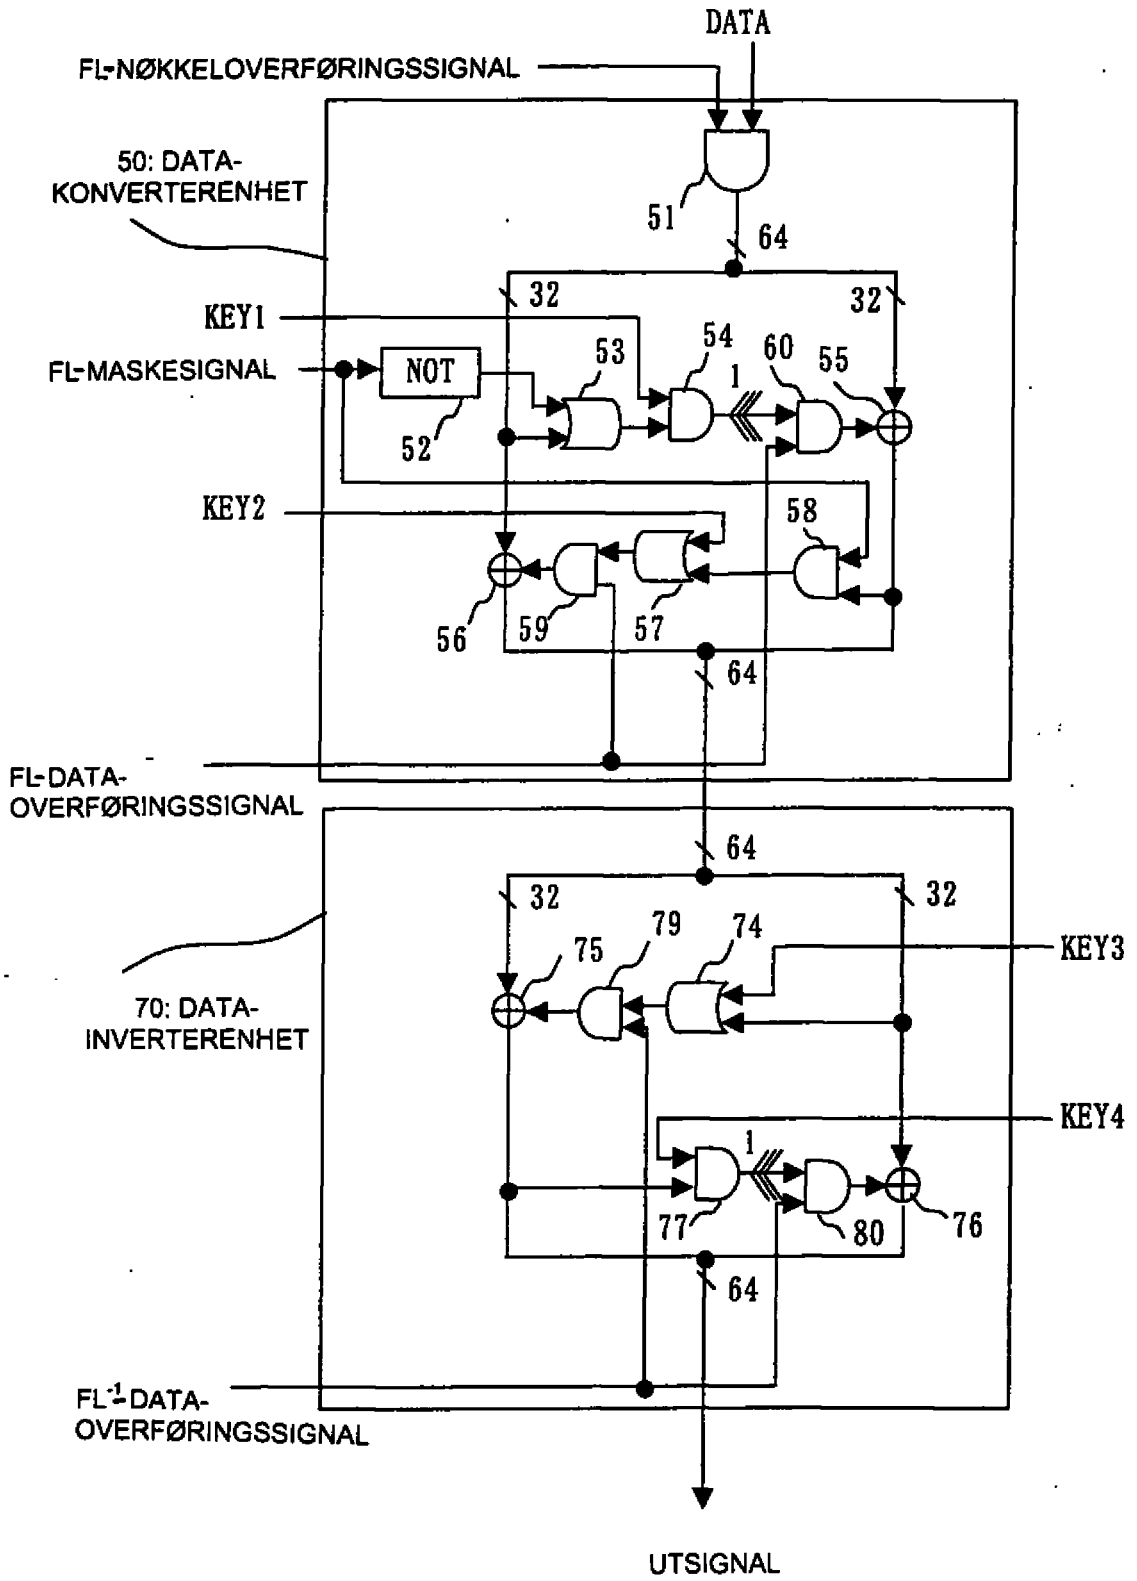 DATA
FL-NØKKELOVERFØRINGSSIGNAL
50: DATA-
KONVERTERENHET
51
64
32
32
KEY1
54
60
55
53
1
FL-MASKESIGNAL
NOT
52
KEY2
58
56
59
57
64
FL-DATA-
OVERFØRINGSSIGNAL
64
32
32
79
74
75
KEY3
70: DATA-
INVERTERENHET
KEY4
1
77
80
76
64
FL-1-DATA-
OVERFØRINGSSIGNAL
UTSIGNAL